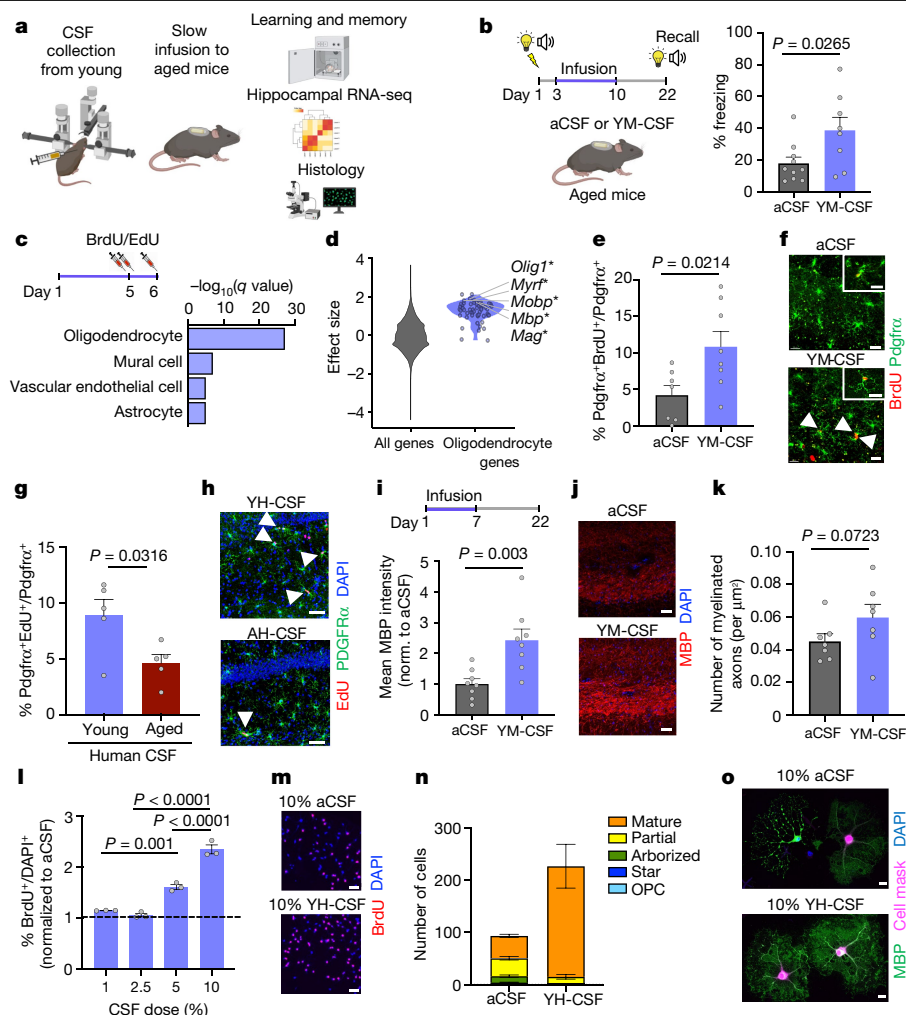 a
CSF
collection
from young
Slow
infusion to
aged mice
Learning and memory
Hippocampal RNA-seq
Histology
b
Recall
Infusion
Day 1 3 10 22
aCSF or YM-CSF
Aged mice
% freezing
100
80
60
40
20
0
P = 0.0265
aCSF YM-CSF
c
BrdU/EdU
Day 1 5 6
–log10(q value)
0 10 20 30
Oligodendrocyte
Mural cell
Vascular endothelial cell
Astrocyte
d
Effect size
4
2
0
−2
−4
Olig1*
Myrf*
Mobp*
Mbp*
Mag*
All genes
Oligodendrocyte
genes
e
% Pdgfrα+BrdU+/Pdgfrα+
20
15
10
5
0
P = 0.0214
aCSF YM-CSF
f
aCSF
YM-CSF
BrdU Pdgfrα
g
% Pdgfrα+EdU+/Pdgfrα+
15
10
5
0
P = 0.0316
Young Aged
Human CSF
h
YH-CSF
AH-CSF
EdU PDGFRα DAPI
i
Infusion
Day 1 7 22
Mean MBP intensity
(norm. to aCSF)
5
4
3
2
1
0
P = 0.003
aCSF YM-CSF
j
aCSF
YM-CSF
MBP DAPI
k
Number of myelinated
axons (per μm²)
0.10
0.08
0.06
0.04
0.02
0
P = 0.0723
aCSF YM-CSF
l
% BrdU+/DAPI+
(normalized to aCSF)
3
2
1
0
P < 0.0001
P < 0.0001
P = 0.001
1 2.5 5 10
CSF dose (%)
m
10% aCSF
10% YH-CSF
BrdU DAPI
n
Number of cells
300
200
100
0
aCSF YH-CSF
Mature
Partial
Arborized
Star
OPC
o
10% aCSF
10% YH-CSF
MBP Cell mask DAPI